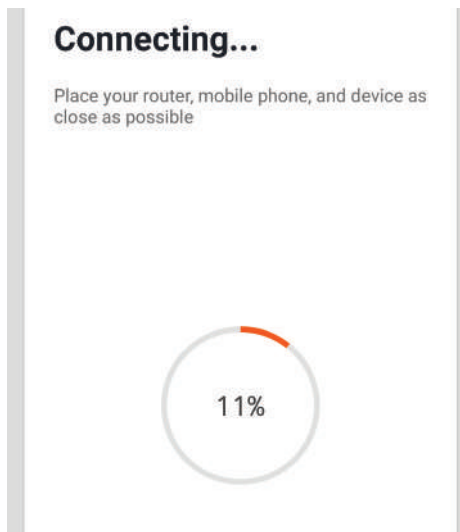 Connecting...
Place your router, mobile phone, and device as
close as possible
11%